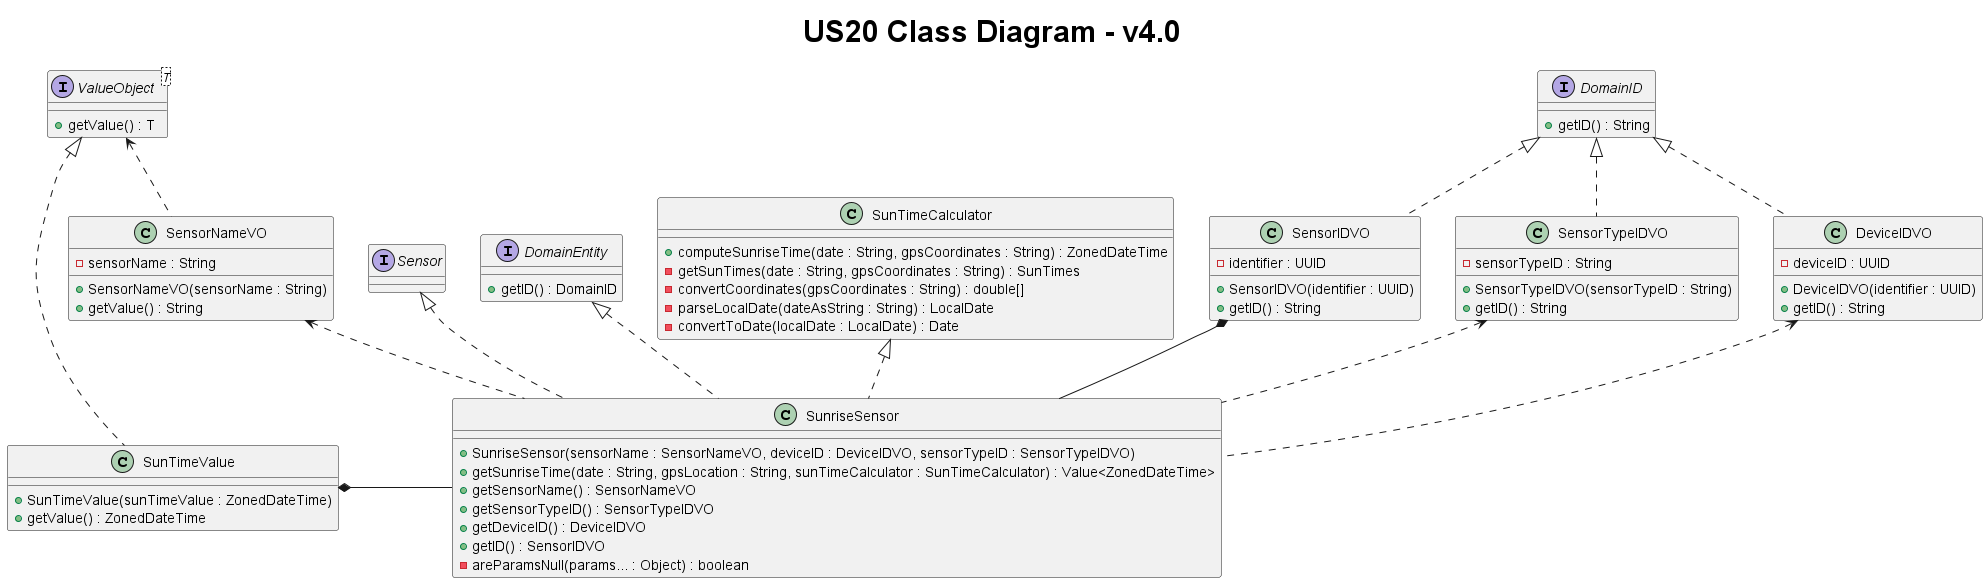 US20 Class Diagram - v4.0
I ValueObject
T
getValue() : T
I DomainID
getID() : String
C SensorNameVO
sensorName : String
SensorNameVO(sensorName : String)
getValue() : String
I Sensor
I DomainEntity
getID() : DomainID
C SunTimeCalculator
computeSunriseTime(date : String, gpsCoordinates : String) : ZonedDateTime
getSunTimes(date : String, gpsCoordinates : String) : SunTimes
convertCoordinates(gpsCoordinates : String) : double[]
parseLocalDate(dateAsString : String) : LocalDate
convertToDate(localDate : LocalDate) : Date
C SensorIDVO
identifier : UUID
SensorIDVO(identifier : UUID)
getID() : String
C SensorTypeIDVO
sensorTypeID : String
SensorTypeIDVO(sensorTypeID : String)
getID() : String
C DeviceIDVO
deviceID : UUID
DeviceIDVO(identifier : UUID)
getID() : String
C SunTimeValue
SunTimeValue(sunTimeValue : ZonedDateTime)
getValue() : ZonedDateTime
C SunriseSensor
SunriseSensor(sensorName : SensorNameVO, deviceID : DeviceIDVO, sensorTypeID : SensorTypeIDVO)
getSunriseTime(date : String, gpsLocation : String, sunTimeCalculator : SunTimeCalculator) : Value<ZonedDateTime>
getSensorName() : SensorNameVO
getSensorTypeID() : SensorTypeIDVO
getDeviceID() : DeviceIDVO
getID() : SensorIDVO
areParamsNull(params... : Object) : boolean